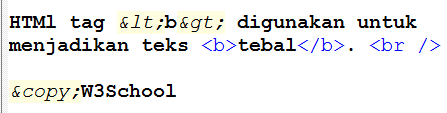 HTMl tag &lt;b&gt; digunakan untuk
menjadikan teks <b>tebal</b>. <br />
&copy;W3School